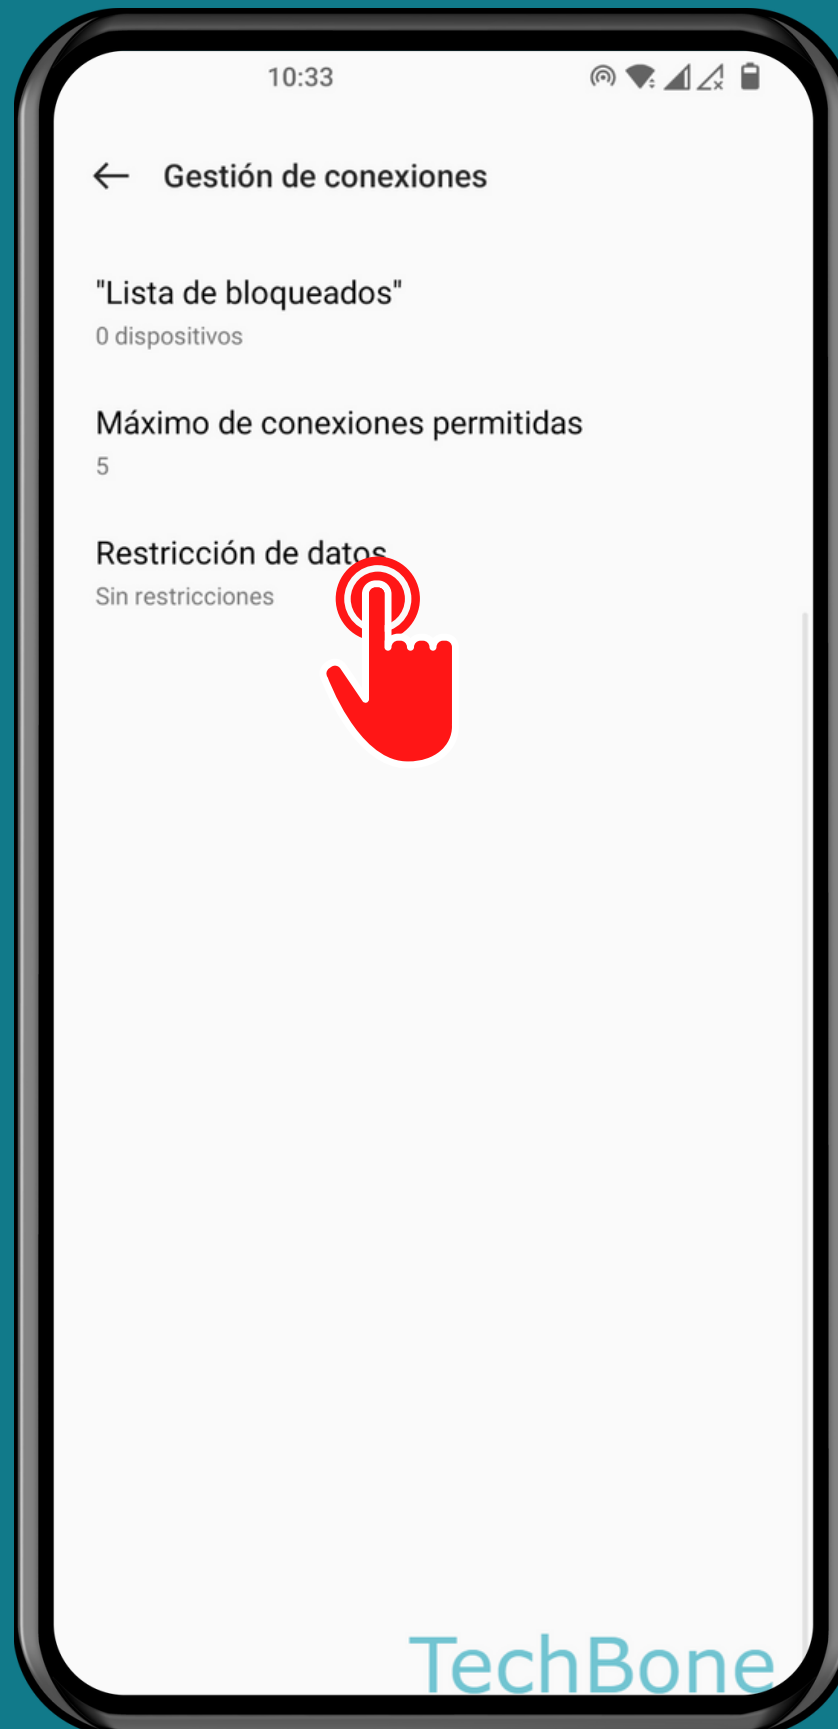 10:33
Gestión de conexiones
"Lista de bloqueados"
0 dispositivos
Máximo de conexiones permitidas
5
Restricción de datos
Sin restricciones
TechBone